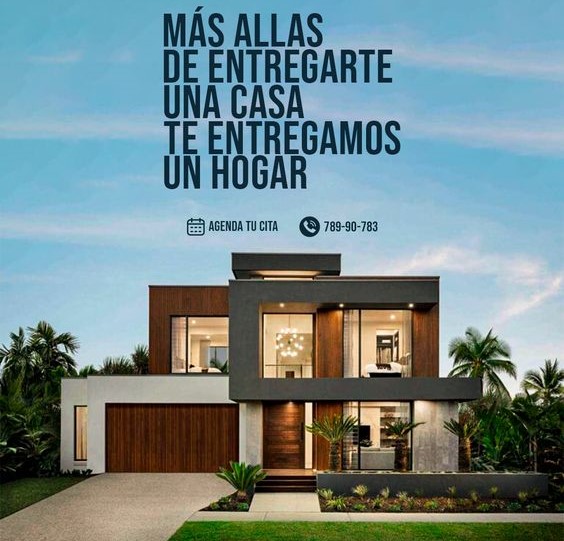 MÁS ALLAS
DE ENTREGARTE
UNA CASA
TE ENTREGAMOS
UN HOGAR
AGENDA TU CITA
789-90-783